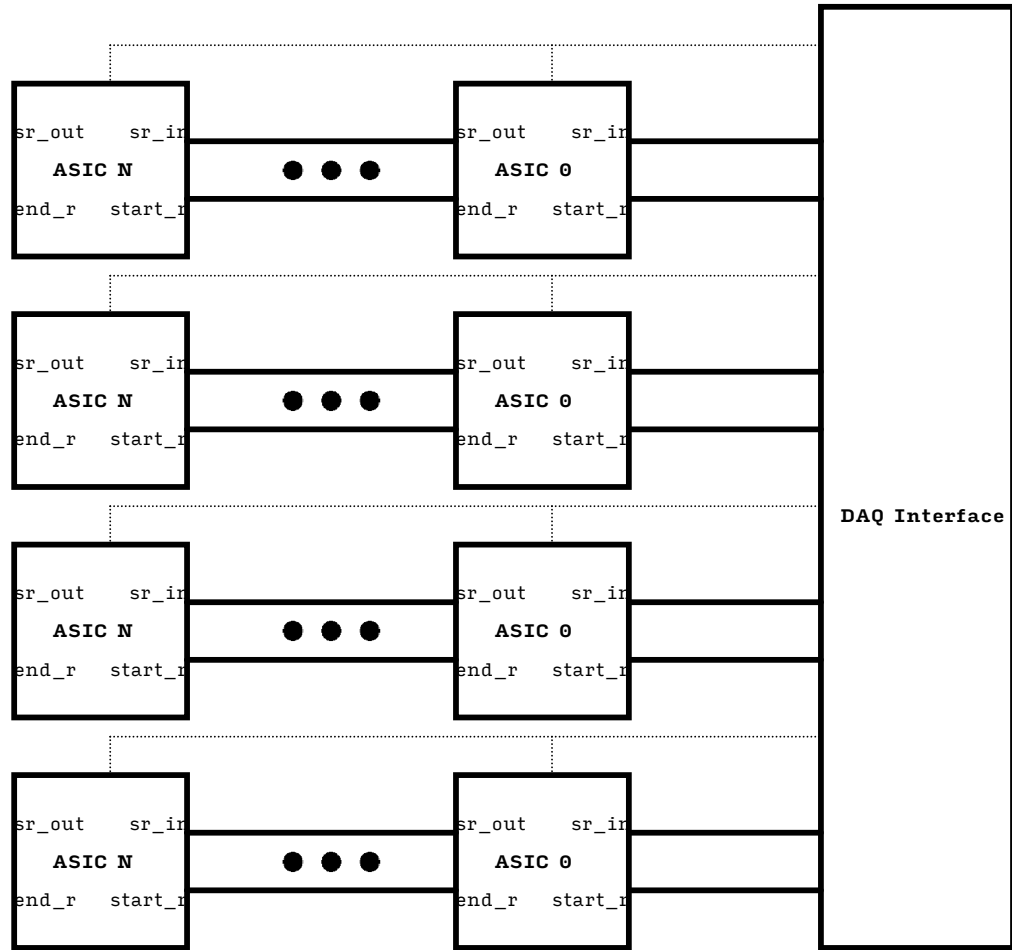 sr_out sr_in sr_out sr_in
ASIC N ASIC 0
end_r start_r end_r start_r
sr_out sr_in sr_out sr_in
ASIC N ASIC 0
end_r start_r end_r start_r
DAQ Interface
sr_out sr_in sr_out sr_in
ASIC N ASIC 0
end_r start_r end_r start_r
sr_out sr_in sr_out sr_in
ASIC N ASIC 0
end_r start_r end_r start_r